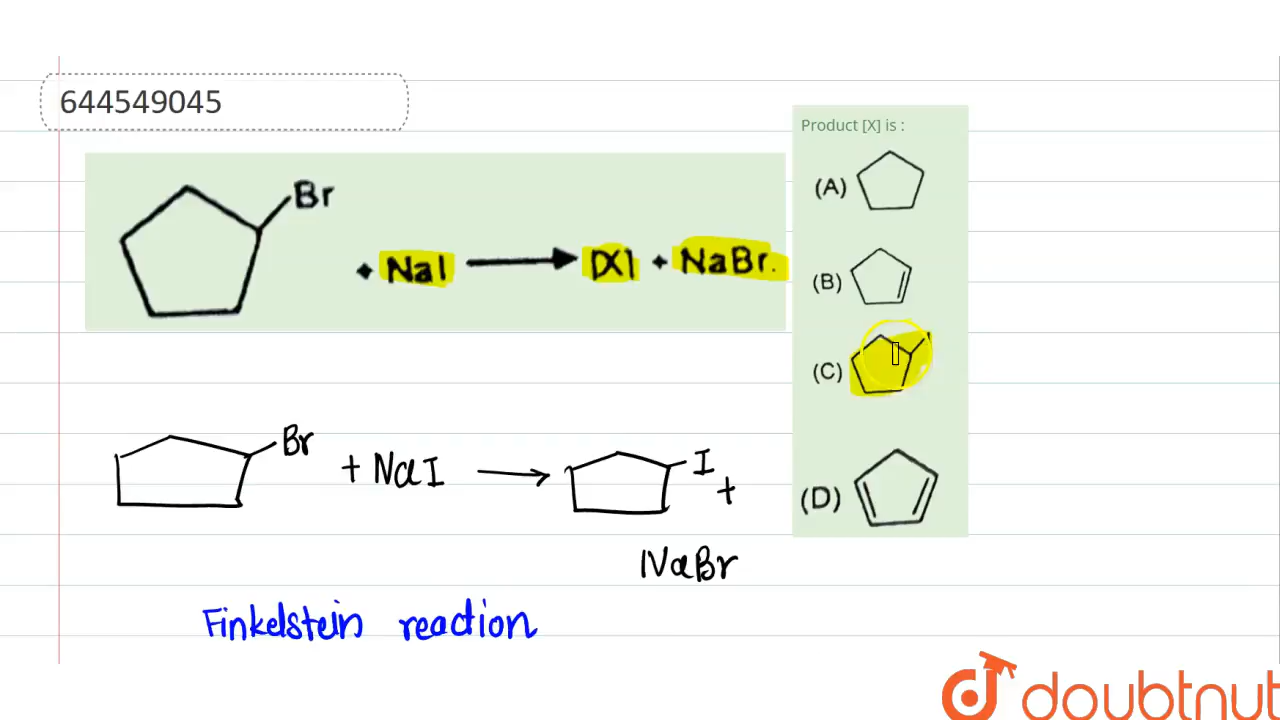 644549045
Product [X] is :
(A)
Br
+ NaI → [X] + NaBr.
(B)
(C)
Br
+ NaI → I +
NaBr
(D)
Finkelstein reaction
doubtnut